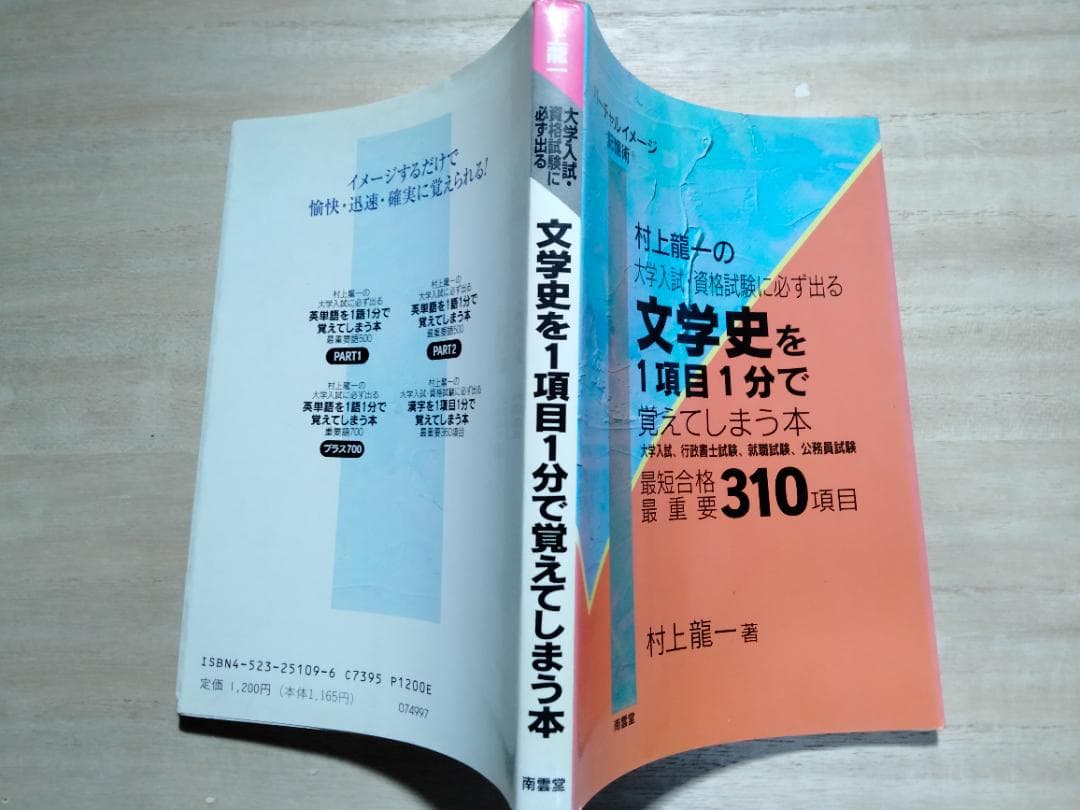 イメージするだけで
愉快・迅速・確実に覚えられる!
村上龍一の
大学入試に必ず出る
英単語を1語1分で
覚えてしまう本
最重要語500
PART1
村上龍一の
大学入試に必ず出る
英単語を1語1分で
覚えてしまう本
最重要語500
PART2
村上龍一の
大学入試に必ず出る
英単語を1語1分で
覚えてしまう本
重要語700
プラス700
村上龍一の
大学入試・資格試験に必ず出る
漢字を1項目1分で
覚えてしまう本
最重要360項目
ISBN4-523-25109-6 C7395 P1200E
定価 1,200円(本体1,165円)
074997
上龍一
大学入試・
資格試験に
必ず出る
文学史を1項目1分で覚えてしまう本
南雲堂
バーチャルイメージ
記憶術
村上龍一の
大学入試・資格試験に必ず出る
文学史を
1項目1分で
覚えてしまう本
大学入試、行政書士試験、就職試験、公務員試験
最短合格
最重要310項目
村上龍一 著
南雲堂